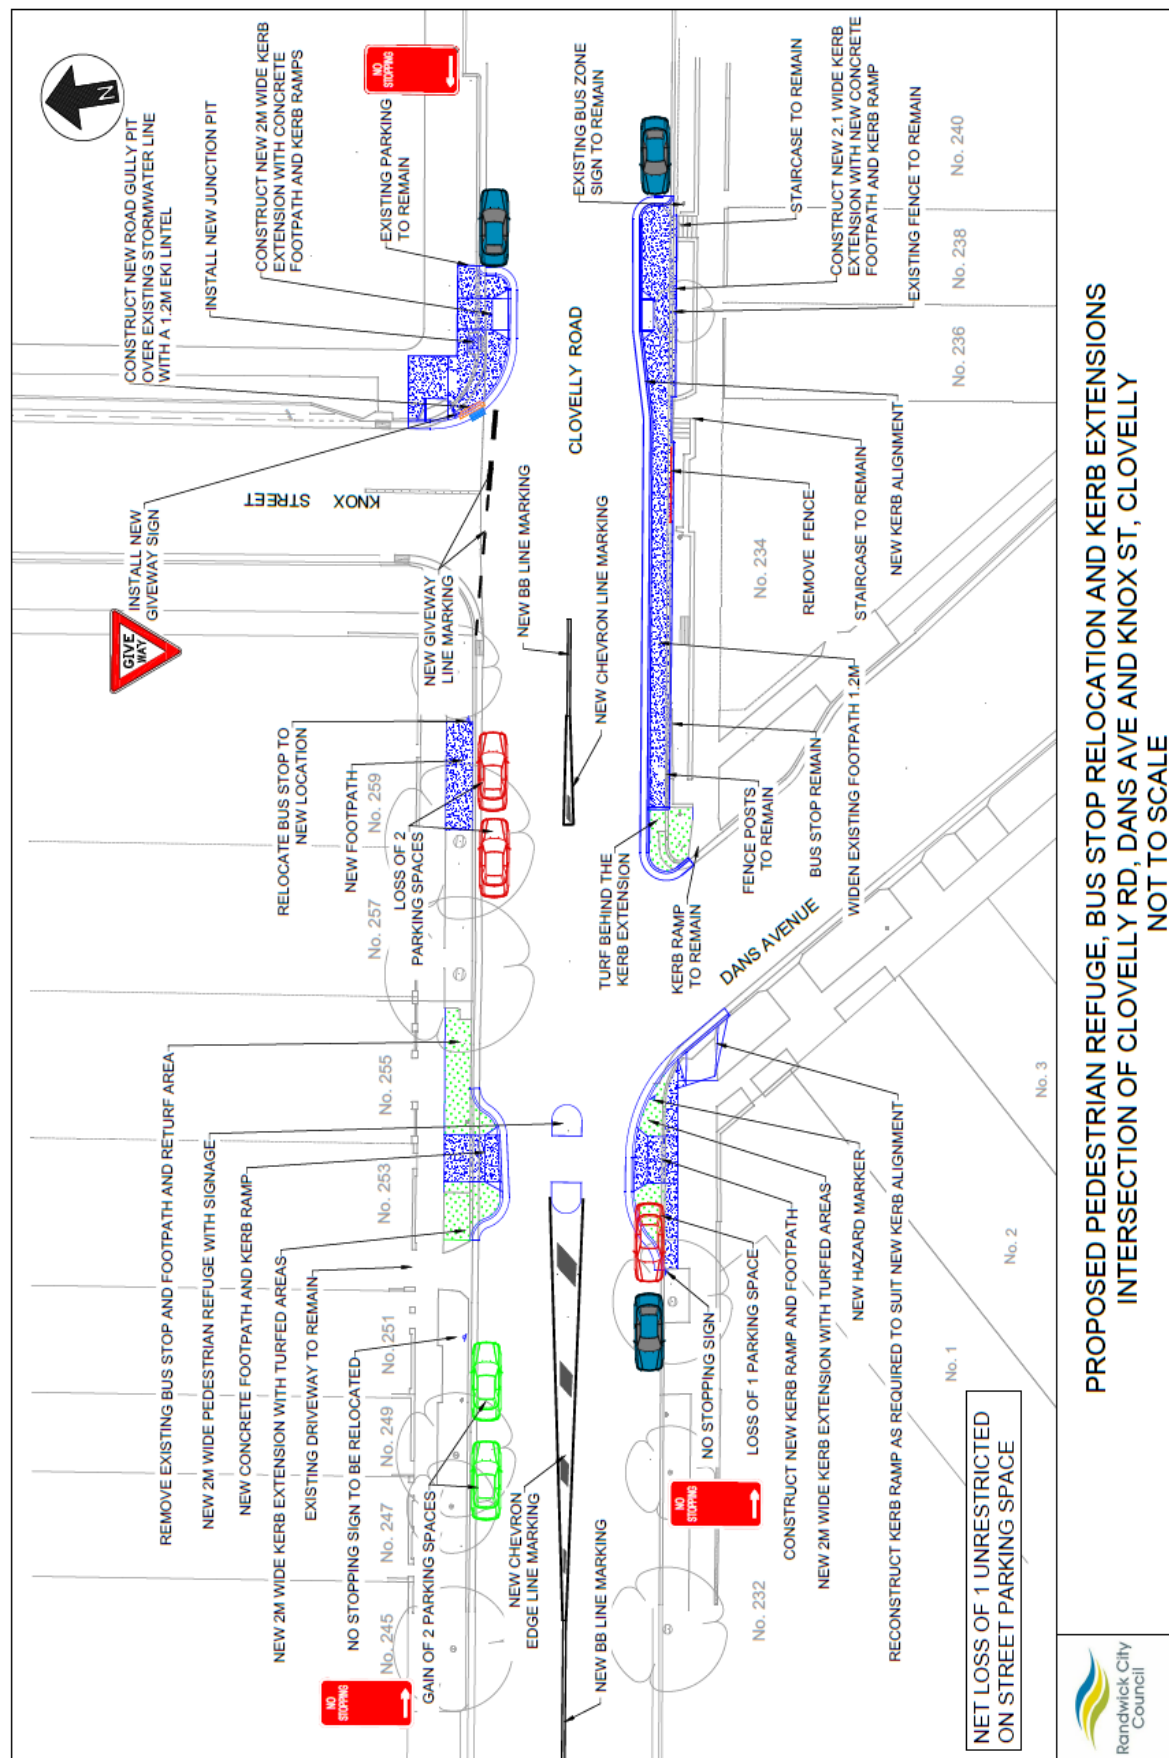 N
CONSTRUCT NEW ROAD GULLY PIT
OVER EXISTING STORMWATER LINE
WITH A 1.2M EKI LINTEL
INSTALL NEW JUNCTION PIT
CONSTRUCT NEW 2M WIDE KERB
EXTENSION WITH CONCRETE
FOOTPATH AND KERB RAMPS
NO
STOPPING
EXISTING PARKING
TO REMAIN
INSTALL NEW
GIVEWAY SIGN
GIVE
WAY
KNOX STREET
NEW GIVEWAY
LINE MARKING
RELOCATE BUS STOP TO
NEW LOCATION
NEW FOOTPATH
No. 259
LOSS OF 2
PARKING SPACES
No. 257
REMOVE EXISTING BUS STOP AND FOOTPATH AND RETURF AREA
NEW 2M WIDE PEDESTRIAN REFUGE WITH SIGNAGE
No. 255
NEW CONCRETE FOOTPATH AND KERB RAMP
No. 253
NEW 2M WIDE KERB EXTENSION WITH TURFED AREAS
EXISTING DRIVEWAY TO REMAIN
No. 251
NO STOPPING SIGN TO BE RELOCATED
No. 249
No. 247
No. 245
GAIN OF 2 PARKING SPACES
NO
STOPPING
NEW CHEVRON
EDGE LINE MARKING
NEW BB LINE MARKING
NEW BB LINE MARKING
NEW CHEVRON LINE MARKING
CLOVELLY ROAD
EXISTING BUS ZONE
SIGN TO REMAIN
STAIRCASE TO REMAIN
CONSTRUCT NEW 2.1 WIDE KERB
EXTENSION WITH NEW CONCRETE
FOOTPATH AND KERB RAMP
EXISTING FENCE TO REMAIN
No. 240
No. 238
No. 236
NEW KERB ALIGNMENT
STAIRCASE TO REMAIN
REMOVE FENCE
No. 234
WIDEN EXISTING FOOTPATH 1.2M
BUS STOP REMAIN
FENCE POSTS
TO REMAIN
TURF BEHIND THE
KERB EXTENSION
KERB RAMP
TO REMAIN
DANS AVENUE
No. 3
No. 2
No. 1
RECONSTRUCT KERB RAMP AS REQUIRED TO SUIT NEW KERB ALIGNMENT
NEW HAZARD MARKER
NEW 2M WIDE KERB EXTENSION WITH TURFED AREAS
CONSTRUCT NEW KERB RAMP AND FOOTPATH
LOSS OF 1 PARKING SPACE
NO STOPPING SIGN
NO
STOPPING
No. 232
NET LOSS OF 1 UNRESTRICTED
ON STREET PARKING SPACE
Randwick City
Council
PROPOSED PEDESTRIAN REFUGE, BUS STOP RELOCATION AND KERB EXTENSIONS
INTERSECTION OF CLOVELLY RD, DANS AVE AND KNOX ST, CLOVELLY
NOT TO SCALE